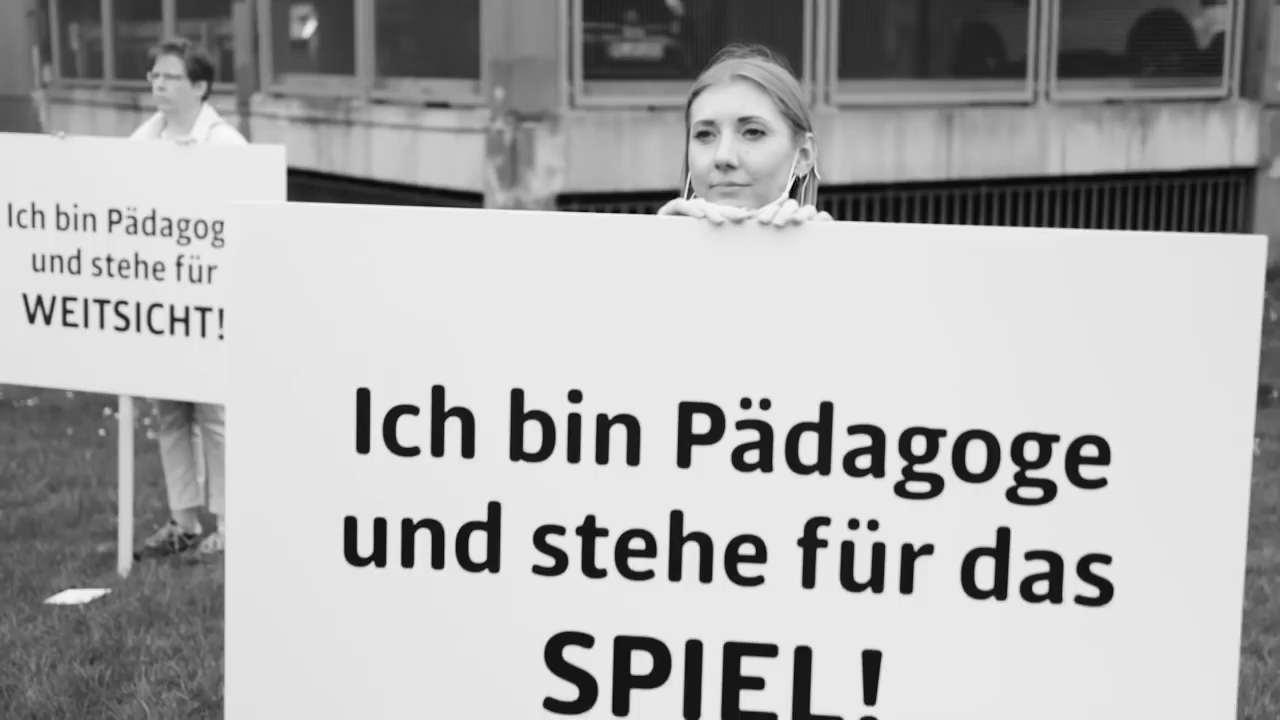 Ich bin Pädagog
und stehe für
WEITSICHT!
Ich bin Pädagoge
und stehe für das
SPIEL!